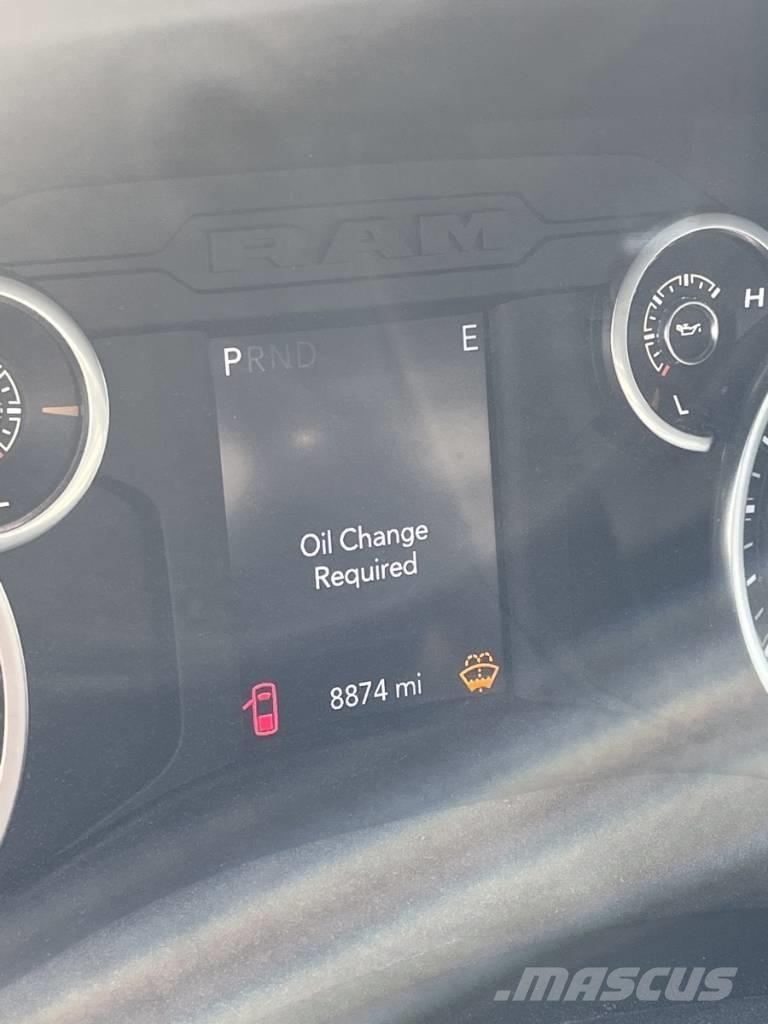 RAM
PRND E
H
L
Oil Change
Required
8874 mi
MASCUS